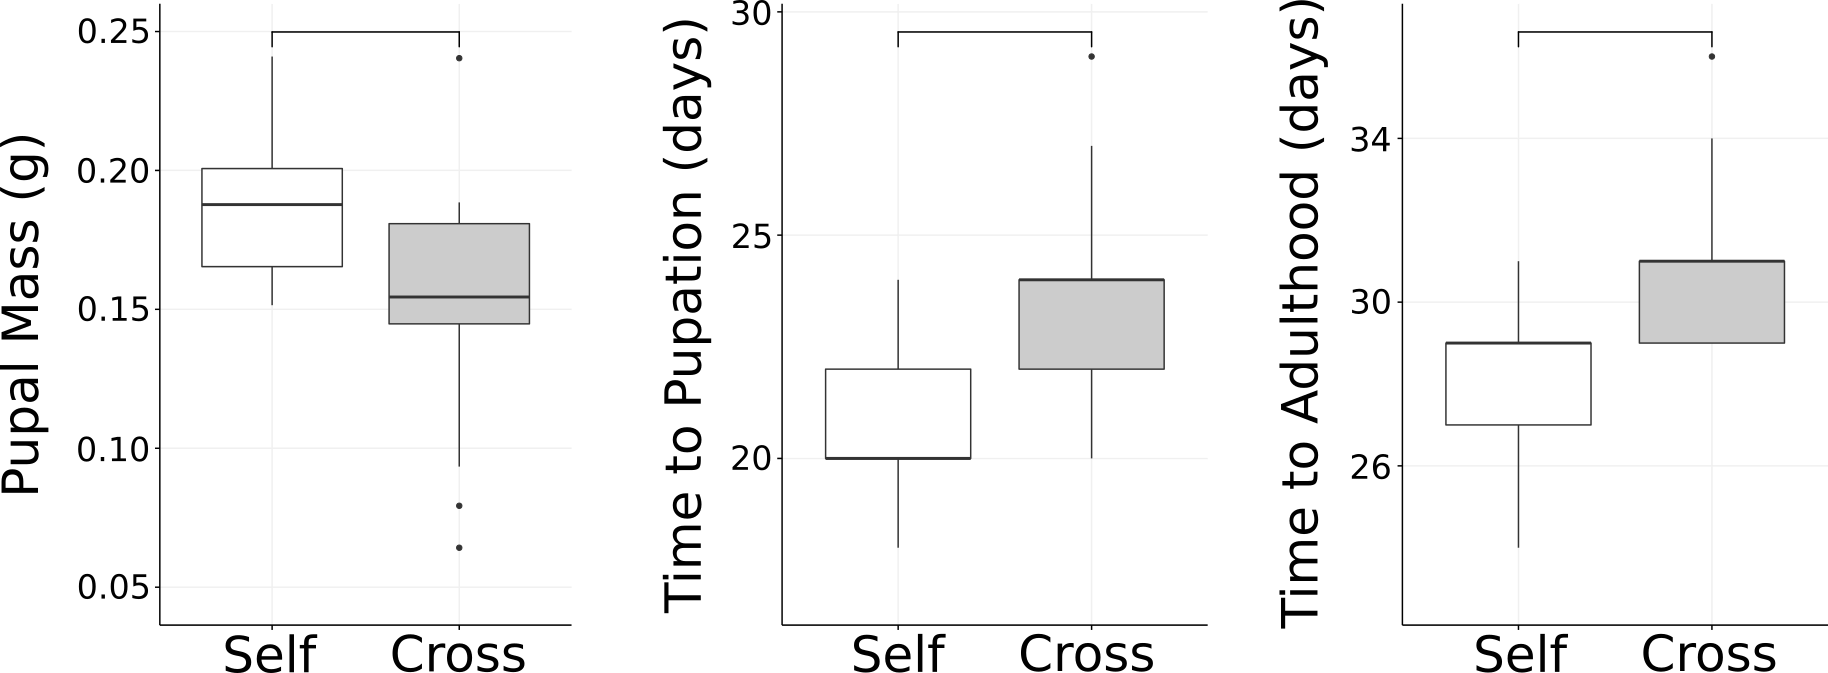 Pupal Mass (g)
0.25
0.20
0.15
0.10
0.05
Self Cross
Time to Pupation (days)
30
25
20
Self Cross
Time to Adulthood (days)
34
30
26
Self Cross